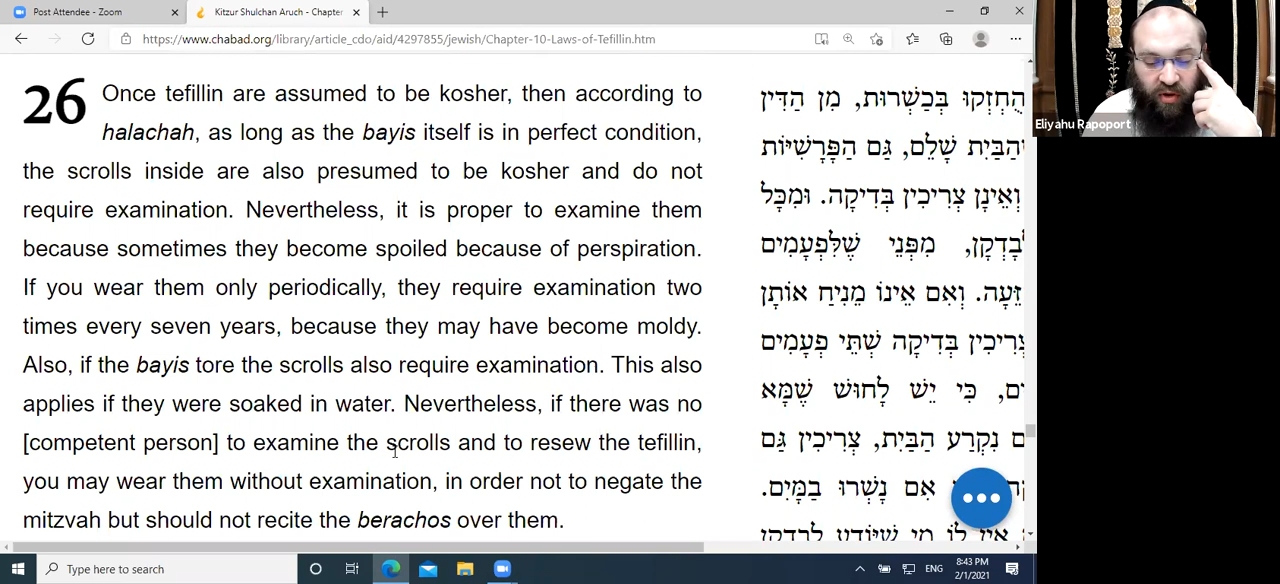 Post Attendee - Zoom
Kitzur Shulchan Aruch - Chapter
https://www.chabad.org/library/article_cdo/aid/4297855/jewish/Chapter-10-Laws-of-Tefillin.htm
Eliyahu Rapoport
26 Once tefillin are assumed to be kosher, then according to
halachah, as long as the bayis itself is in perfect condition,
the scrolls inside are also presumed to be kosher and do not
require examination. Nevertheless, it is proper to examine them
because sometimes they become spoiled because of perspiration.
If you wear them only periodically, they require examination two
times every seven years, because they may have become moldy.
Also, if the bayis tore the scrolls also require examination. This also
applies if they were soaked in water. Nevertheless, if there was no
[competent person] to examine the scrolls and to resew the tefillin,
you may wear them without examination, in order not to negate the
mitzvah but should not recite the berachos over them.
הֻחְזְקוּ בְּכַשְׁרוּת, מִן הַדִּין
שֶׁהַבַּיִת שָׁלֵם, גַּם הַפָּרָשִׁיּוֹת
וְאֵינָן צְרִיכִין בְּדִיקָה. וּמִכָּל
לְבָדְקָן, מִפְּנֵי שֶׁלִּפְעָמִים
זֵּעָה. וְאִם אֵינוֹ מֵנִיחַ אוֹתָן
צְרִיכִין בְּדִיקָה שְׁתֵּי פְעָמִים
כִּי יֵשׁ לָחוּשׁ שֶׁמָּא
נִקְרַע הַבַּיִת, צְרִיכִין גַּם
אִם נָשְׁרוּ בַמַּיִם.
אֵין לוֹ מִי שֶׁיּוֹדֵעַ לְבָדְקָן
Type here to search
ENG
8:43 PM
2/1/2021